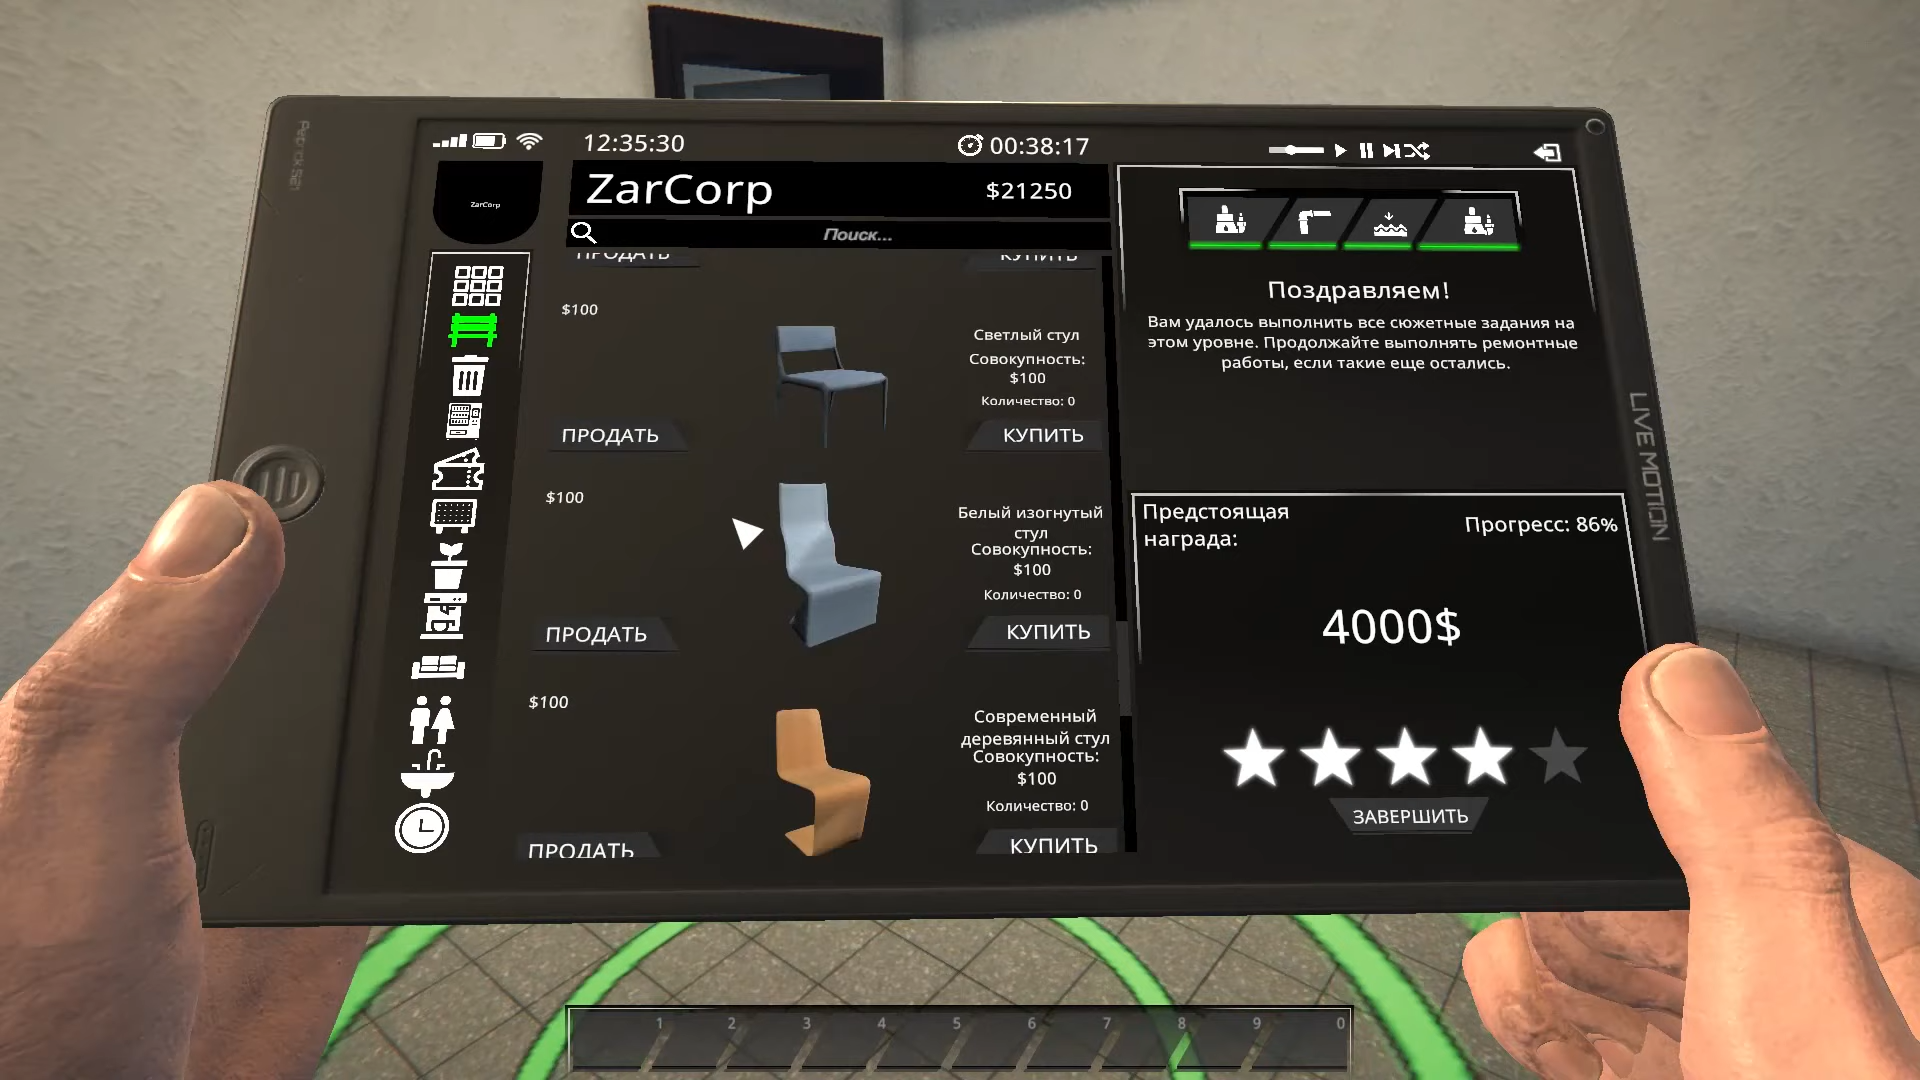 12:35:30
00:38:17
ZarCorp
ZarCorp
$21250
Поиск...
ПРОДАТЬ
КУПИТЬ
$100
Светлый стул
Совокупность:
$100
Количество: 0
ПРОДАТЬ
КУПИТЬ
$100
Белый изогнутый
стул
Совокупность:
$100
Количество: 0
ПРОДАТЬ
КУПИТЬ
$100
Современный
деревянный стул
Совокупность:
$100
Количество: 0
ПРОДАТЬ
КУПИТЬ
Поздравляем!
Вам удалось выполнить все сюжетные задания на
этом уровне. Продолжайте выполнять ремонтные
работы, если такие еще остались.
Предстоящая
награда:
Прогресс: 86%
4000$
ЗАВЕРШИТЬ
LIVE MOTION
1 2 3 4 5 6 7 8 9 0